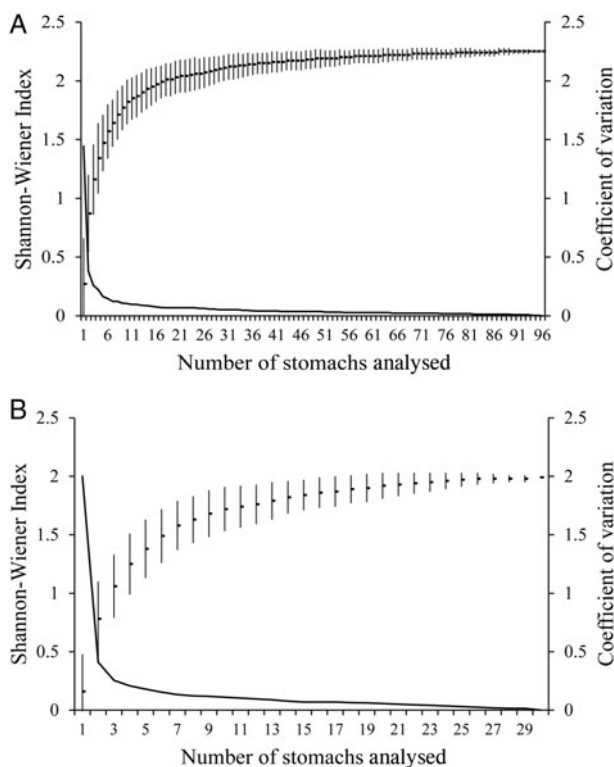 A
Shannon-Wiener Index
Coefficient of variation
2.5
2
1.5
1
0.5
0
2.5
2
1.5
1
0.5
0
1 6 11 16 21 26 31 36 41 46 51 56 61 66 71 76 81 86 91 96
Number of stomachs analysed
B
Shannon-Wiener Index
Coefficient of variation
2.5
2
1.5
1
0.5
0
2.5
2
1.5
1
0.5
0
1 3 5 7 9 11 13 15 17 19 21 23 25 27 29
Number of stomachs analysed